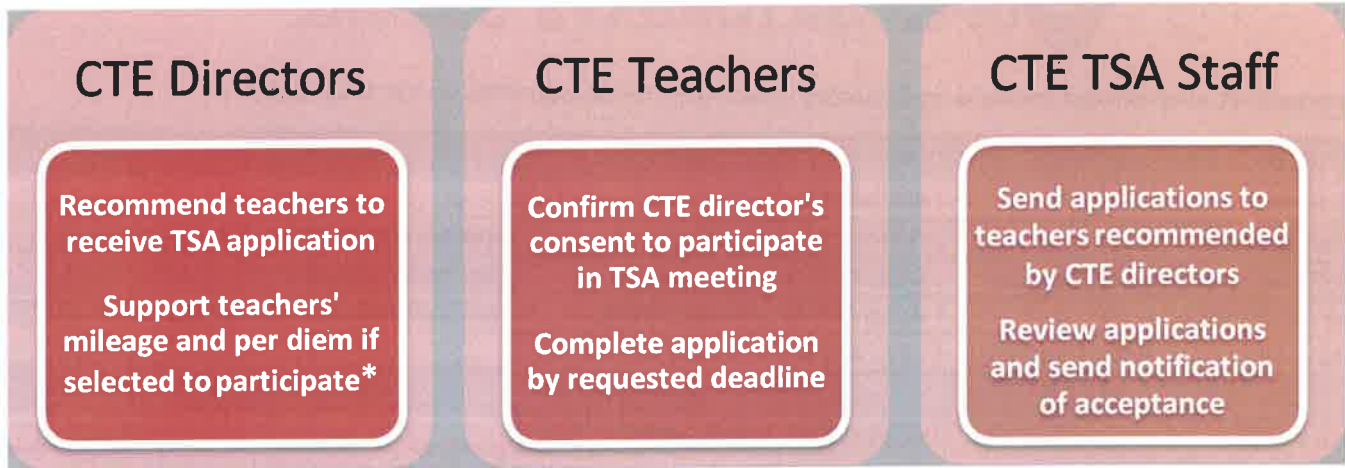 CTE Directors
Recommend teachers to
receive TSA application
Support teachers'
mileage and per diem if
selected to participate*
CTE Teachers
Confirm CTE director's
consent to participate
in TSA meeting
Complete application
by requested deadline
CTE TSA Staff
Send applications to
teachers recommended
by CTE directors
Review applications
and send notification
of acceptance